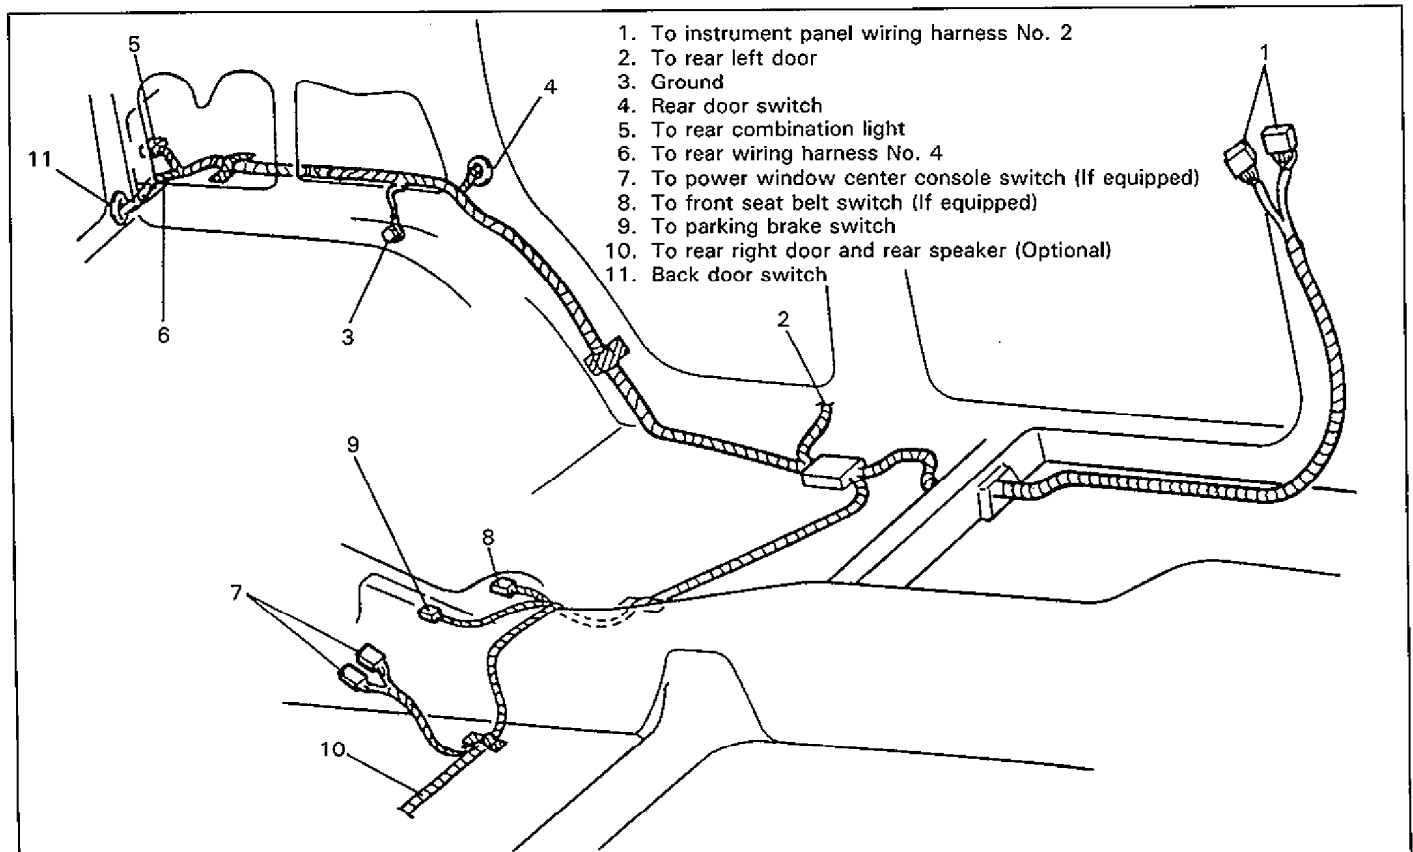 1. To instrument panel wiring harness No. 2
2. To rear left door
3. Ground
4. Rear door switch
5. To rear combination light
6. To rear wiring harness No. 4
7. To power window center console switch (If equipped)
8. To front seat belt switch (If equipped)
9. To parking brake switch
10. To rear right door and rear speaker (Optional)
11. Back door switch
5
4
1
11
6
3
2
9
8
7
10